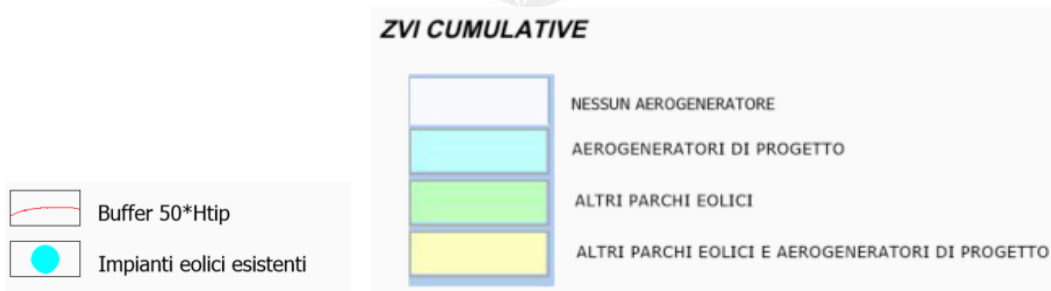 ZVI CUMULATIVE
NESSUN AEROGENERATORE
AEROGENERATORI DI PROGETTO
ALTRI PARCHI EOLICI
ALTRI PARCHI EOLICI E AEROGENERATORI DI PROGETTO
Buffer 50*Htip
Impianti eolici esistenti